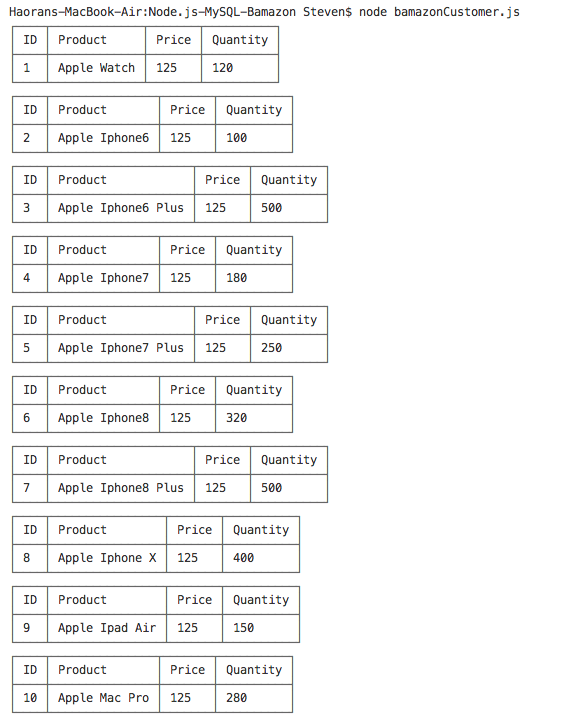 Haorans-MacBook-Air:Node.js-MySQL-Bamazon Steven$ node bamazonCustomer.js
ID Product Price Quantity
1 Apple Watch 125 120
ID Product Price Quantity
2 Apple Iphone6 125 100
ID Product Price Quantity
3 Apple Iphone6 Plus 125 500
ID Product Price Quantity
4 Apple Iphone7 125 180
ID Product Price Quantity
5 Apple Iphone7 Plus 125 250
ID Product Price Quantity
6 Apple Iphone8 125 320
ID Product Price Quantity
7 Apple Iphone8 Plus 125 500
ID Product Price Quantity
8 Apple Iphone X 125 400
ID Product Price Quantity
9 Apple Ipad Air 125 150
ID Product Price Quantity
10 Apple Mac Pro 125 280